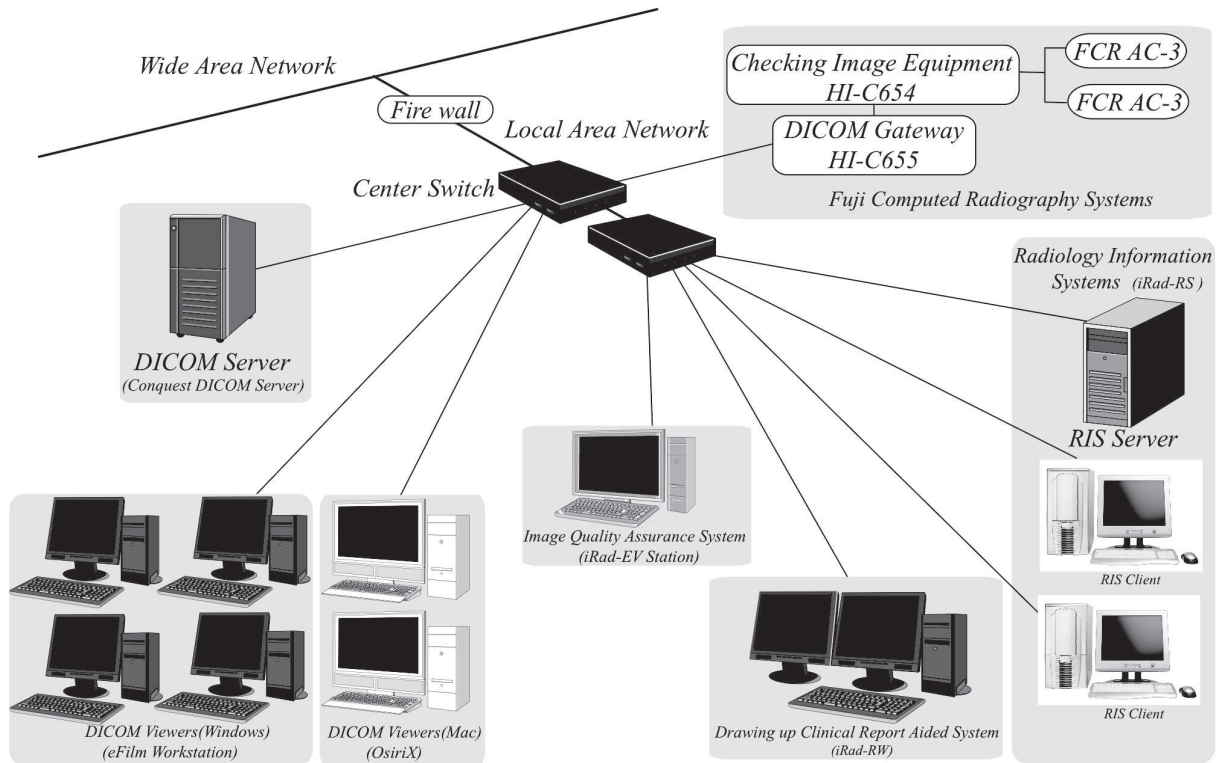 Wide Area Network
Fire wall
Local Area Network
Center Switch
Checking Image Equipment
HI-C654
FCR AC-3
FCR AC-3
DICOM Gateway
HI-C655
Fuji Computed Radiography Systems
DICOM Server
(Conquest DICOM Server)
Radiology Information
Systems (iRad-RS )
RIS Server
RIS Client
RIS Client
Image Quality Assurance System
(iRad-EV Station)
DICOM Viewers(Windows)
(eFilm Workstation)
DICOM Viewers(Mac)
(OsiriX)
Drawing up Clinical Report Aided System
(iRad-RW)